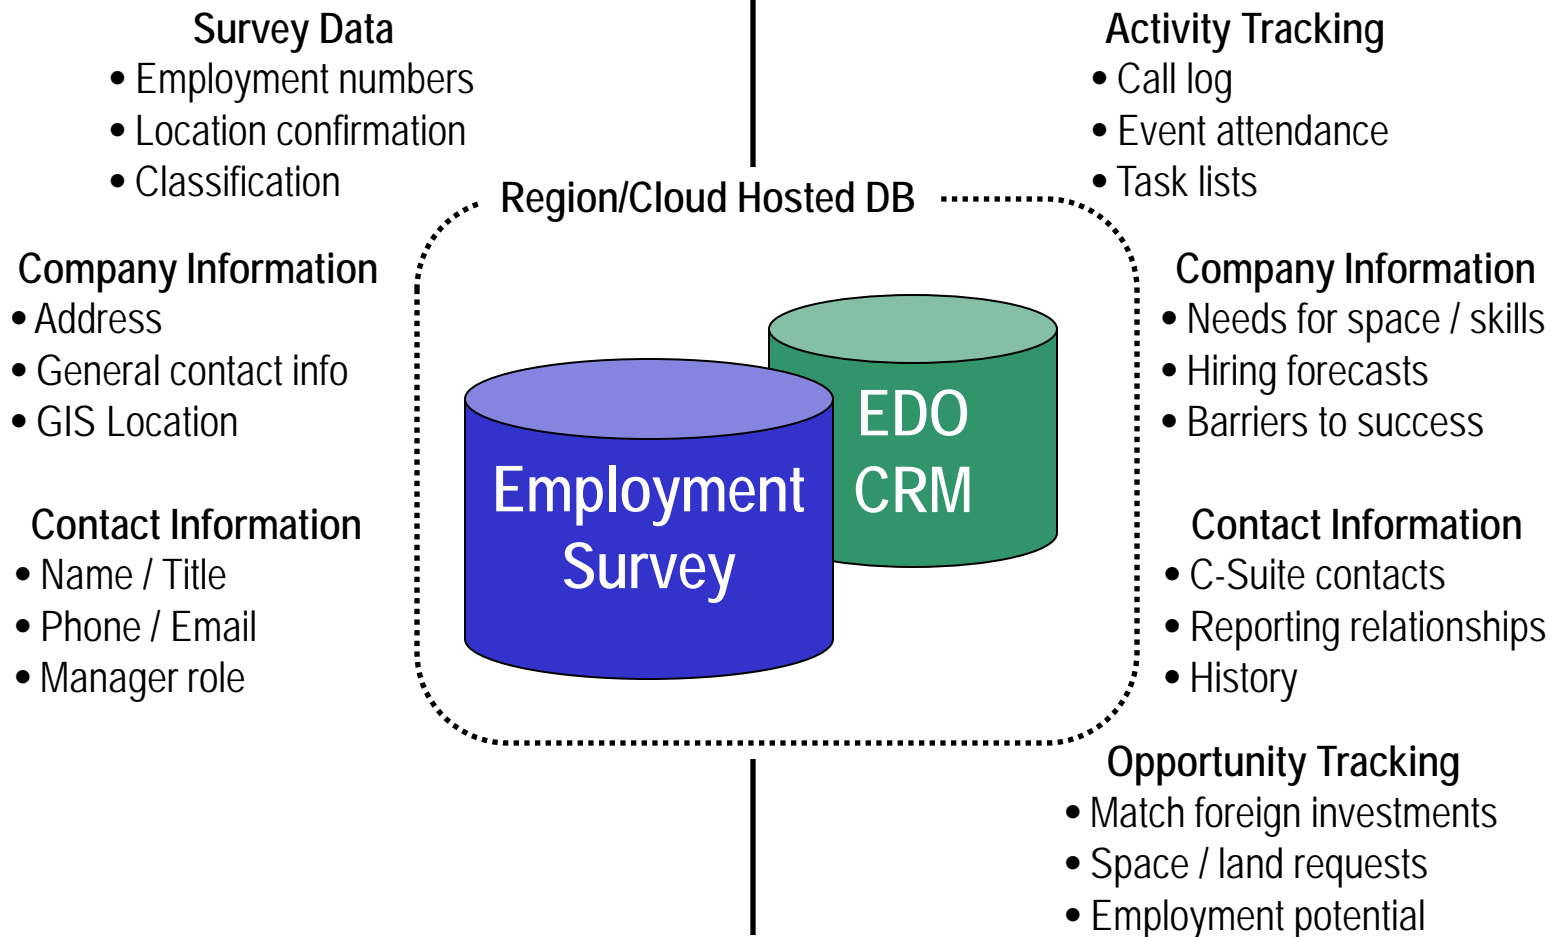 Survey Data
• Employment numbers
• Location confirmation
• Classification
Company Information
• Address
• General contact info
• GIS Location
Contact Information
• Name / Title
• Phone / Email
• Manager role
Region/Cloud Hosted DB
Employment
Survey
EDO
CRM
Activity Tracking
• Call log
• Event attendance
• Task lists
Company Information
• Needs for space / skills
• Hiring forecasts
• Barriers to success
Contact Information
• C-Suite contacts
• Reporting relationships
• History
Opportunity Tracking
• Match foreign investments
• Space / land requests
• Employment potential